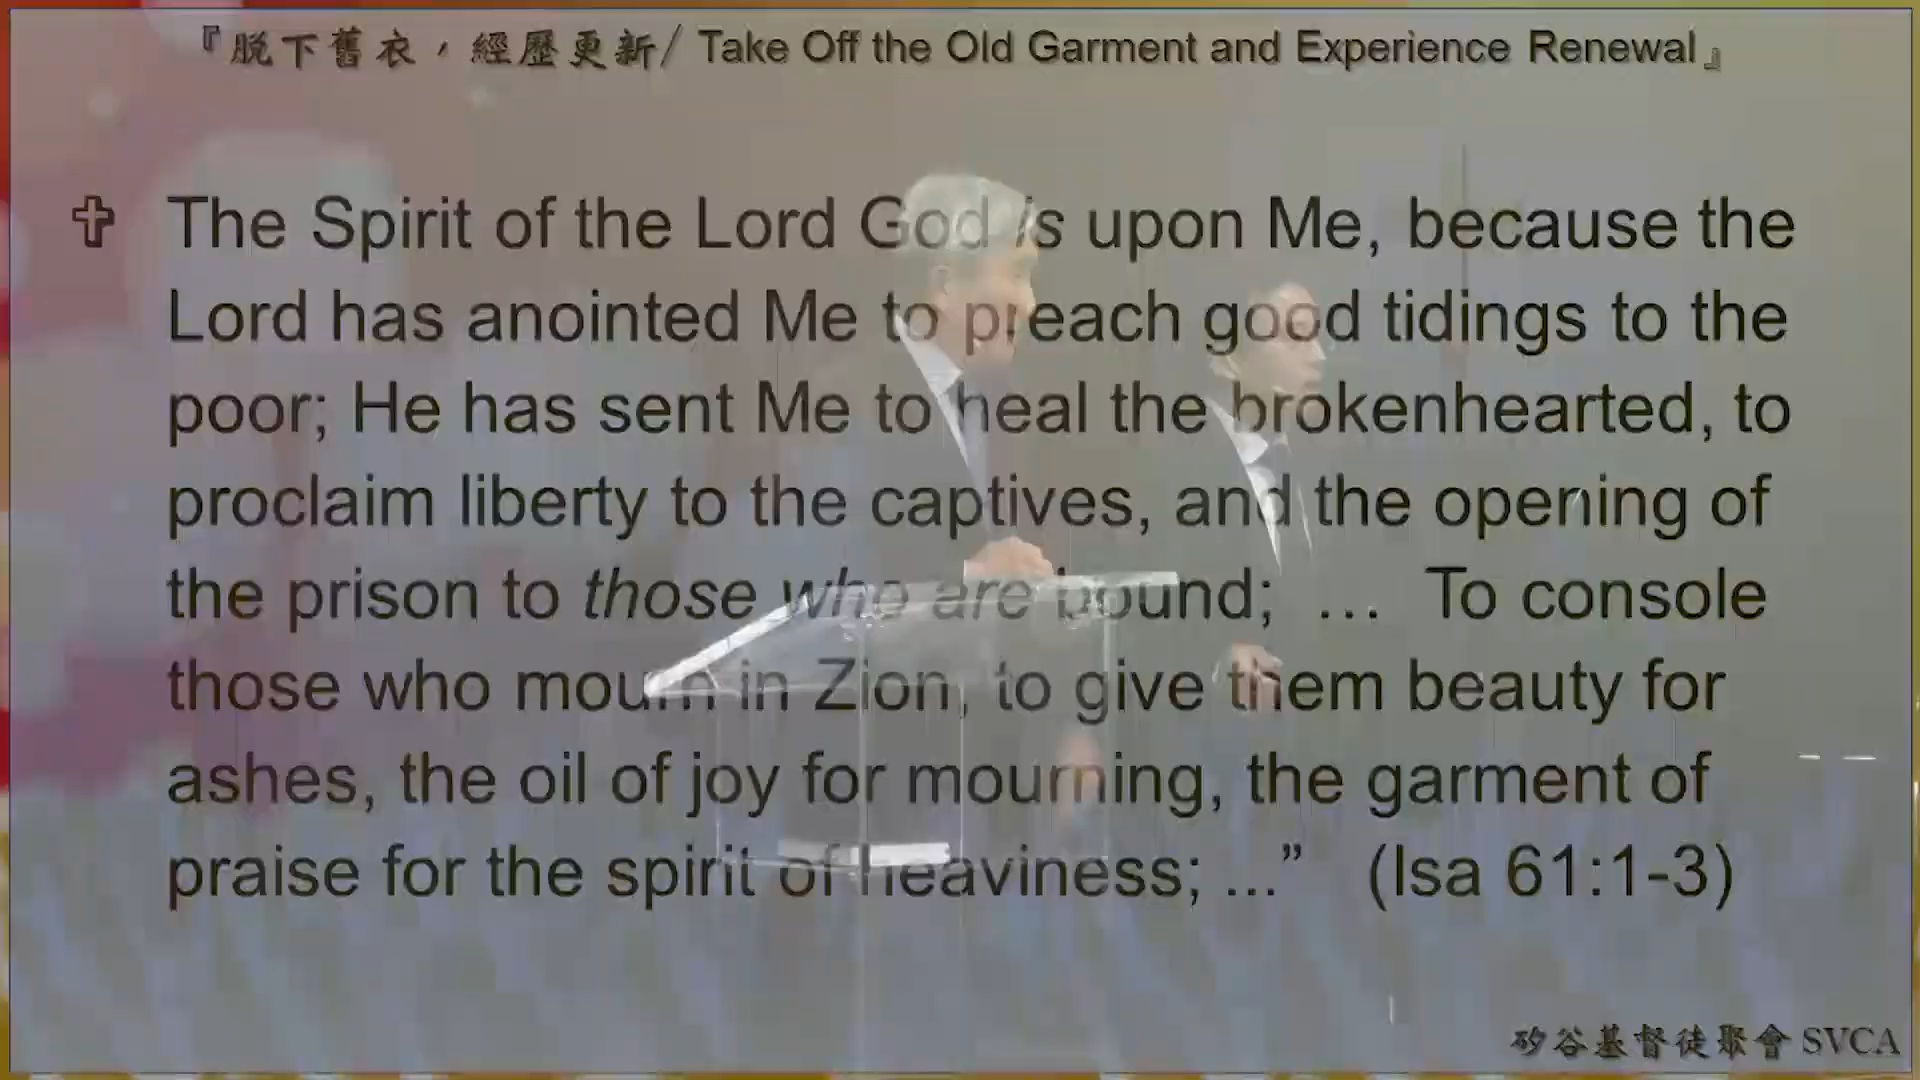 『脫下舊衣，經歷更新/ Take Off the Old Garment and Experience Renewal』
✞ The Spirit of the Lord God is upon Me, because the
Lord has anointed Me to preach good tidings to the
poor; He has sent Me to heal the brokenhearted, to
proclaim liberty to the captives, and the opening of
the prison to those who are bound; … To console
those who mourn in Zion, to give them beauty for
ashes, the oil of joy for mourning, the garment of
praise for the spirit of heaviness; ...” (Isa 61:1-3)
矽谷基督徒聚會 SVCA